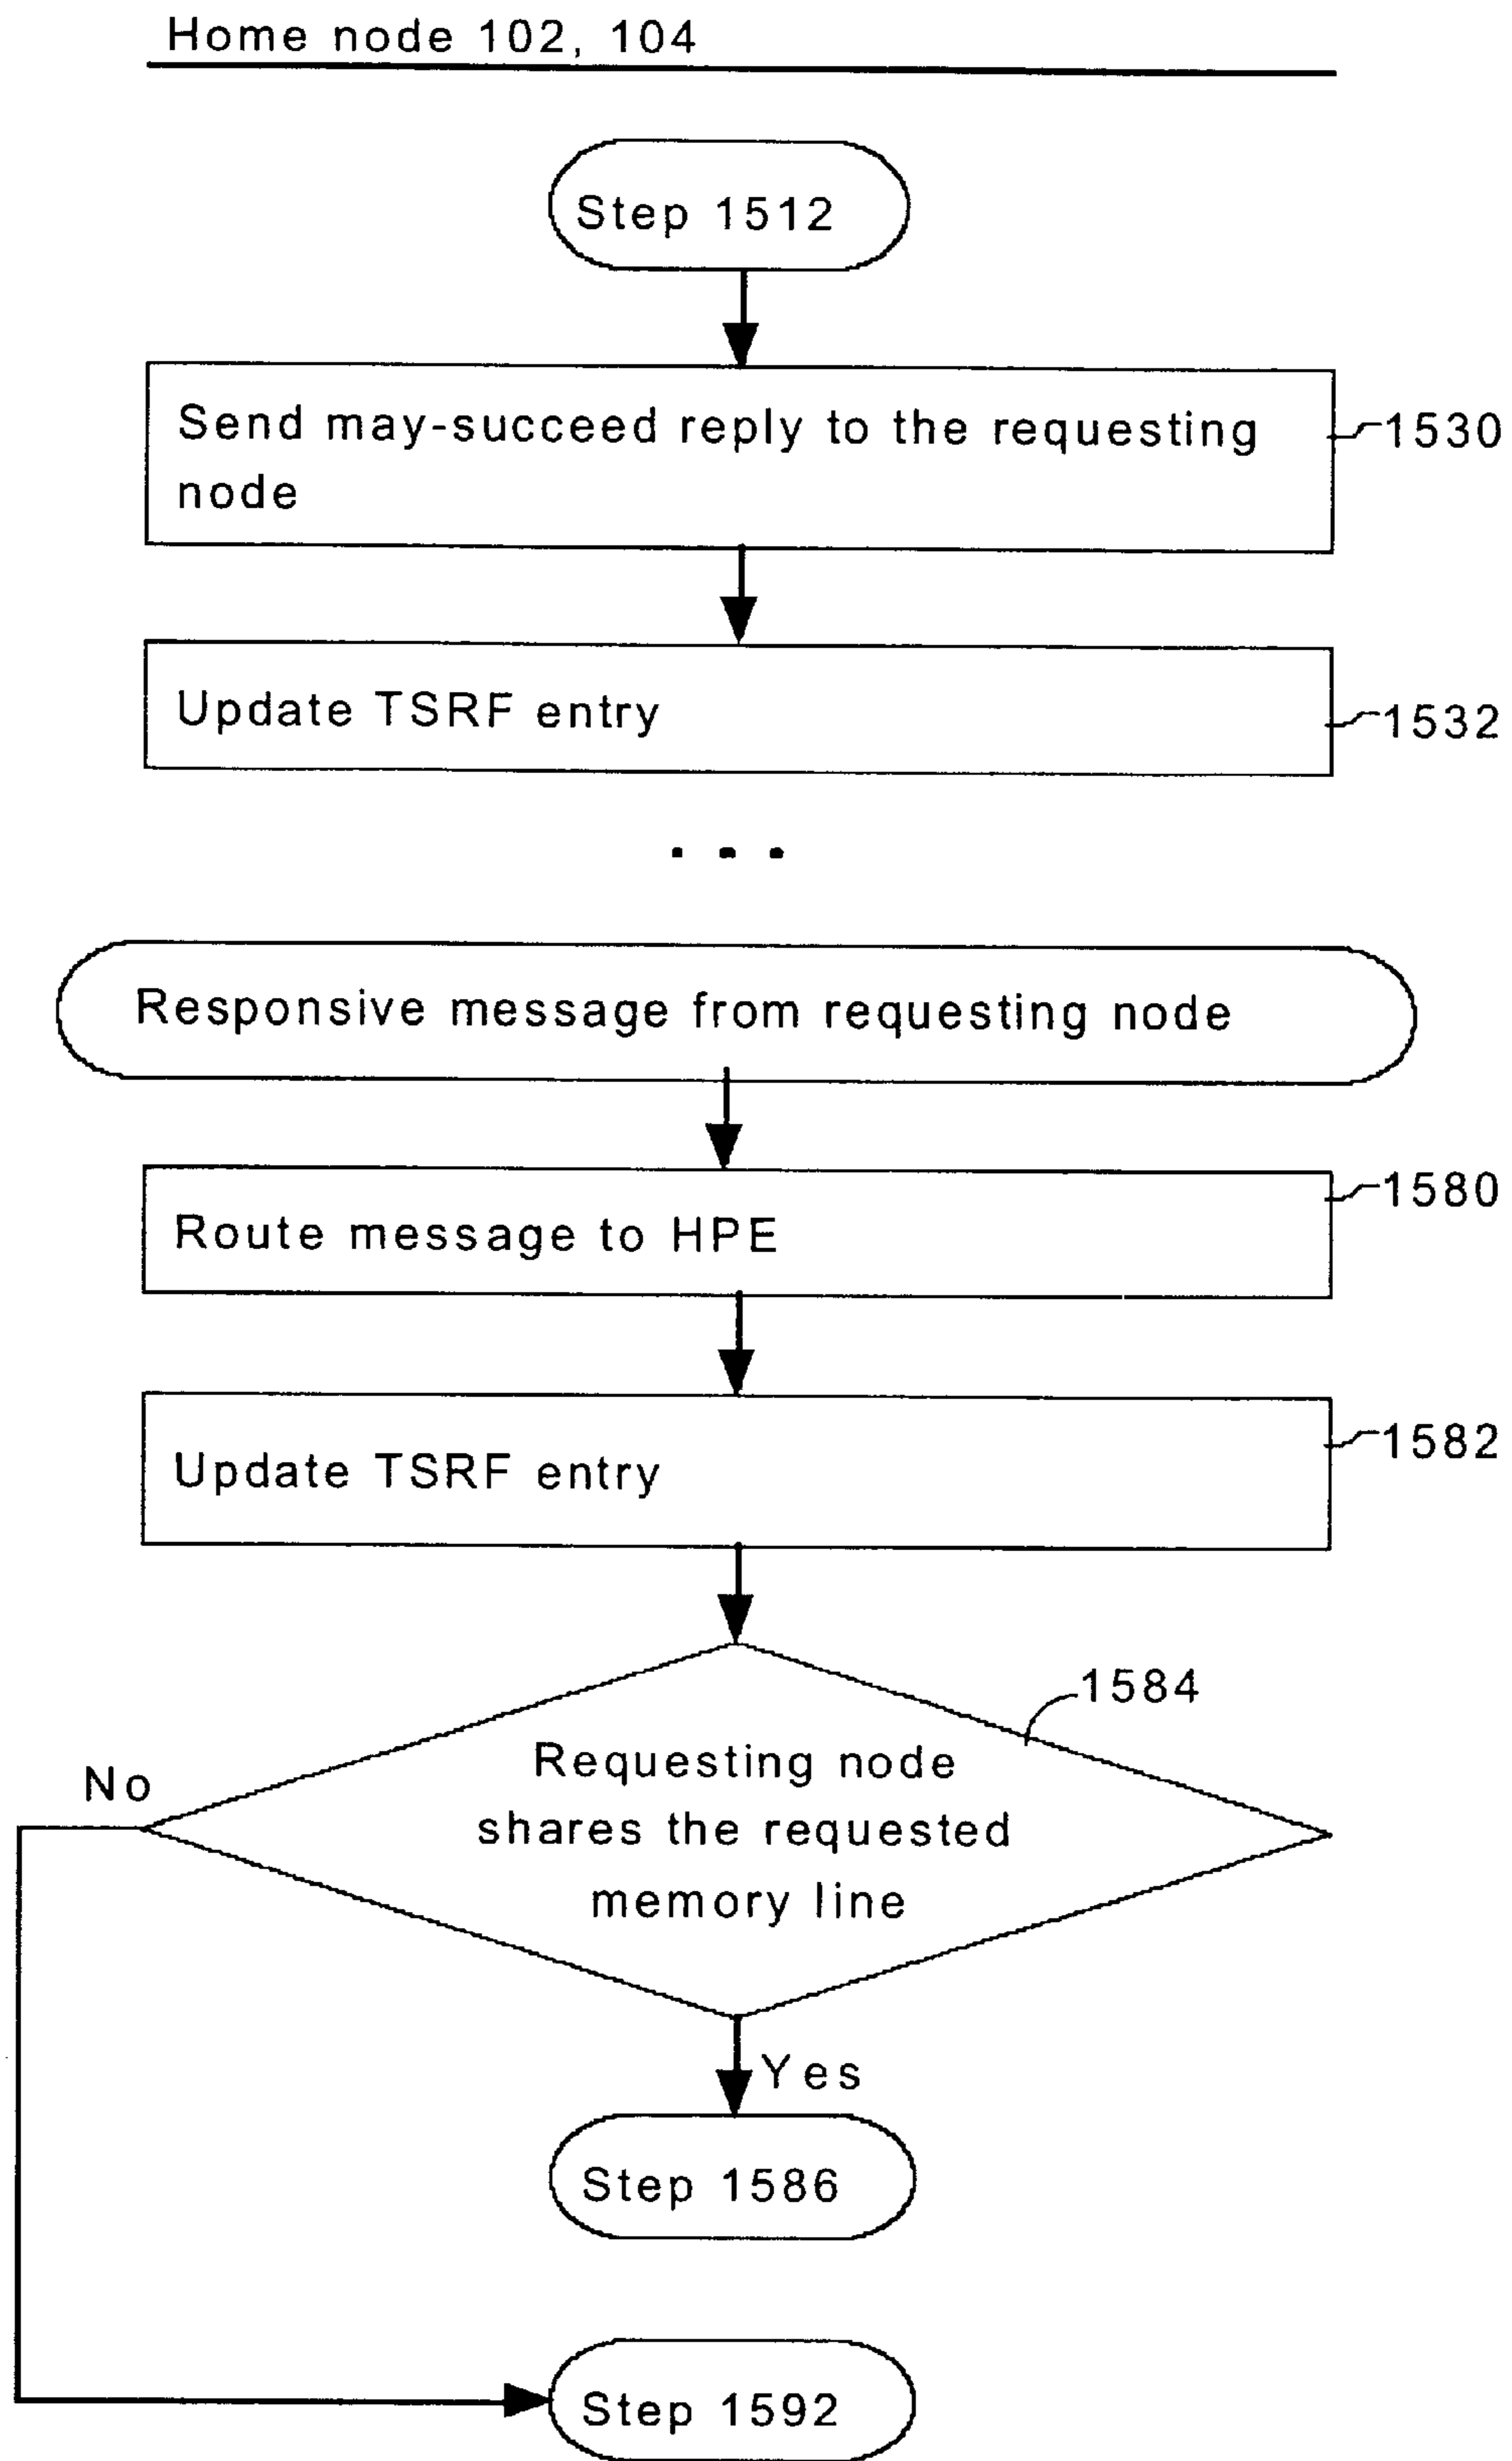 Home node 102, 104
Step 1512
Send may-succeed reply to the requesting
node
1530
Update TSRF entry
1532
. . .
Responsive message from requesting node
Route message to HPE
1580
Update TSRF entry
1582
1584
Requesting node
shares the requested
memory line
No
Yes
Step 1586
Step 1592